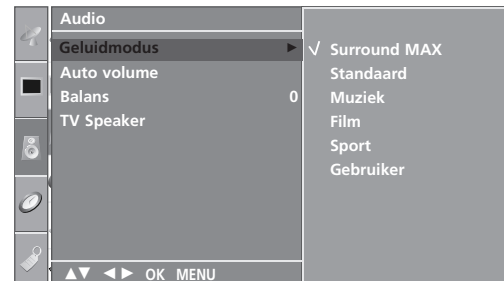 Audio
Geluidmodus ►
Auto volume
Balans 0
TV Speaker
▲▼ ◄► OK MENU
√ Surround MAX
Standaard
Muziek
Film
Sport
Gebruiker